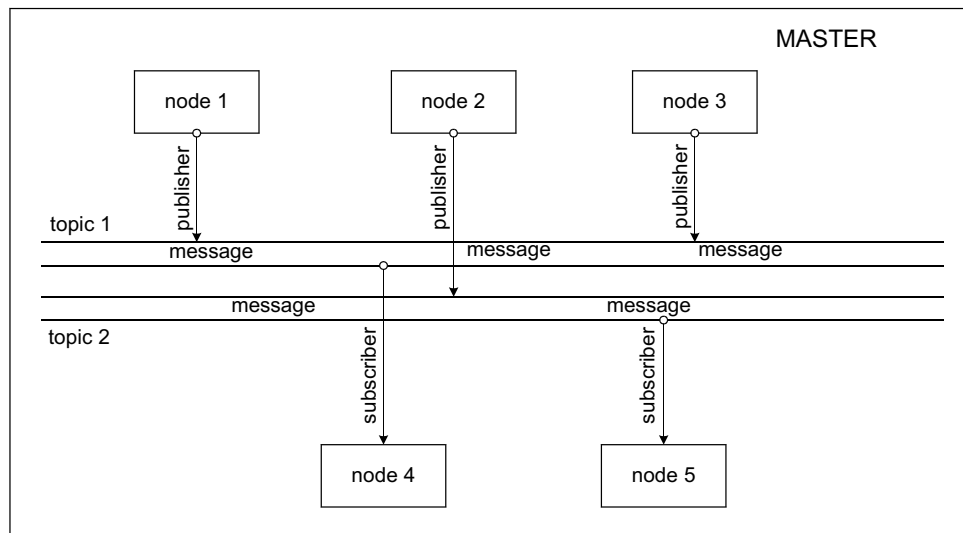 MASTER
node 1
node 2
node 3
publisher
publisher
publisher
topic 1
message
message
message
message
message
topic 2
subscriber
subscriber
node 4
node 5